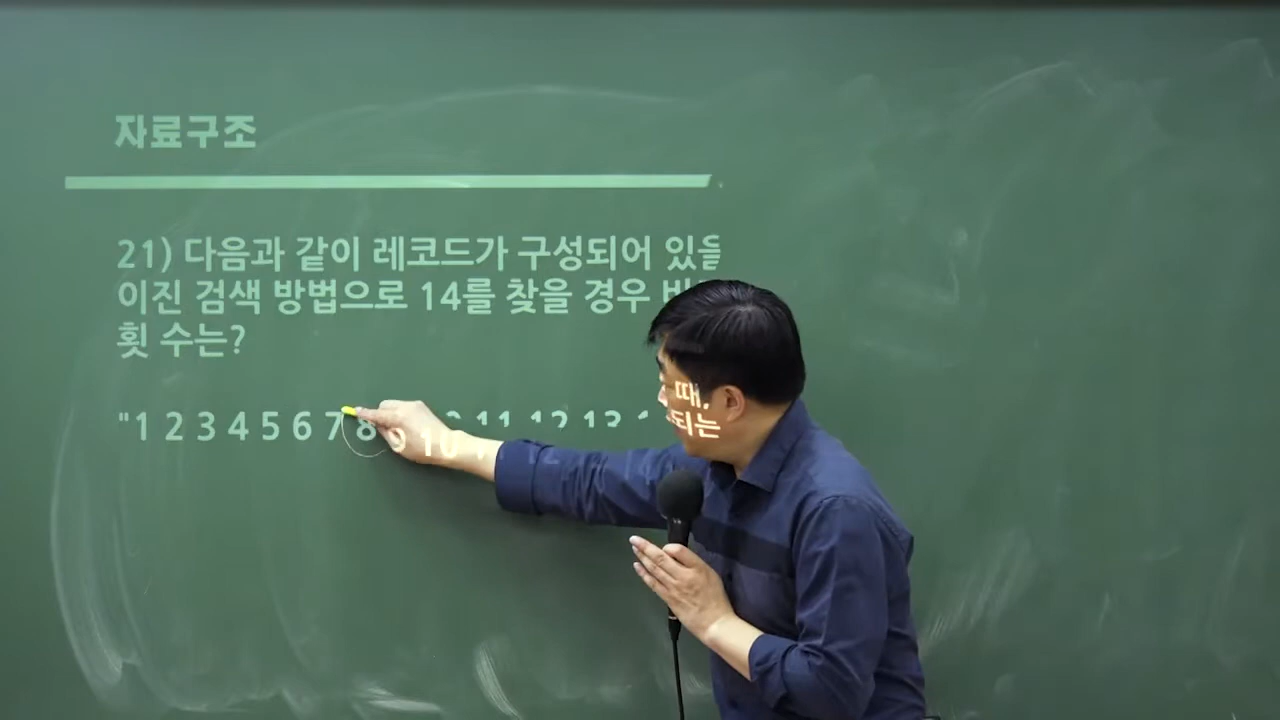 자료구조
21) 다음과 같이 레코드가 구성되어 있을 때,
이진 검색 방법으로 14를 찾을 경우 되는
횟 수는?
"1 2 3 4 5 6 7 8 9 10 11 12 13